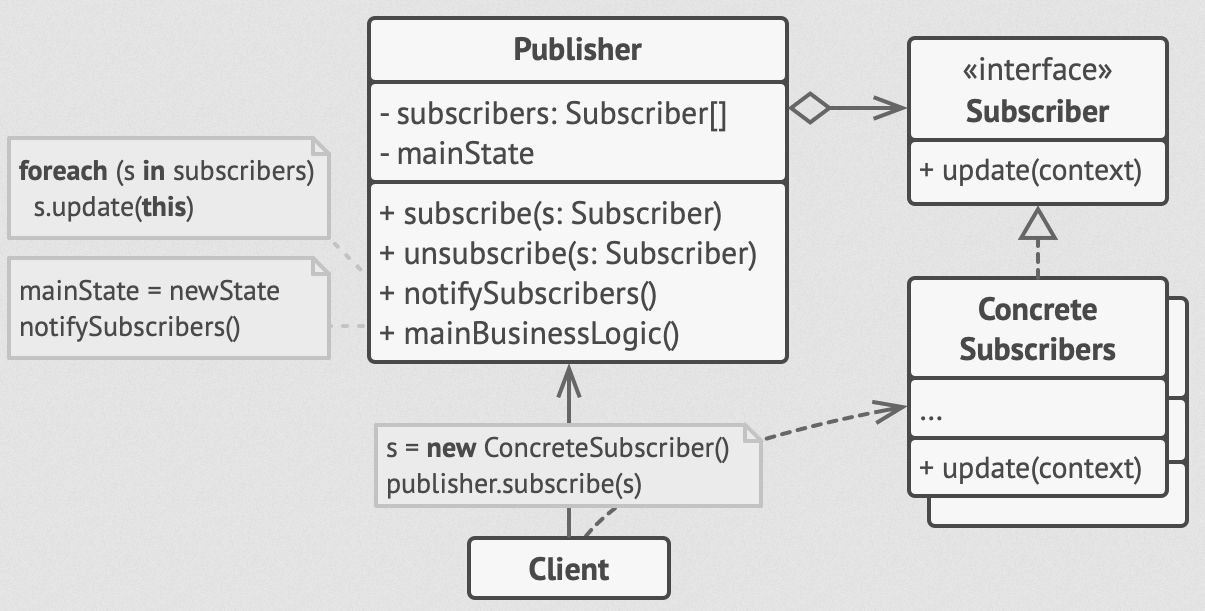 Publisher
- subscribers: Subscriber[]
- mainState
+ subscribe(s: Subscriber)
+ unsubscribe(s: Subscriber)
+ notifySubscribers()
+ mainBusinessLogic()
foreach (s in subscribers)
s.update(this)
mainState = newState
notifySubscribers()
«interface»
Subscriber
+ update(context)
Concrete
Subscribers
...
+ update(context)
s = new ConcreteSubscriber()
publisher.subscribe(s)
Client